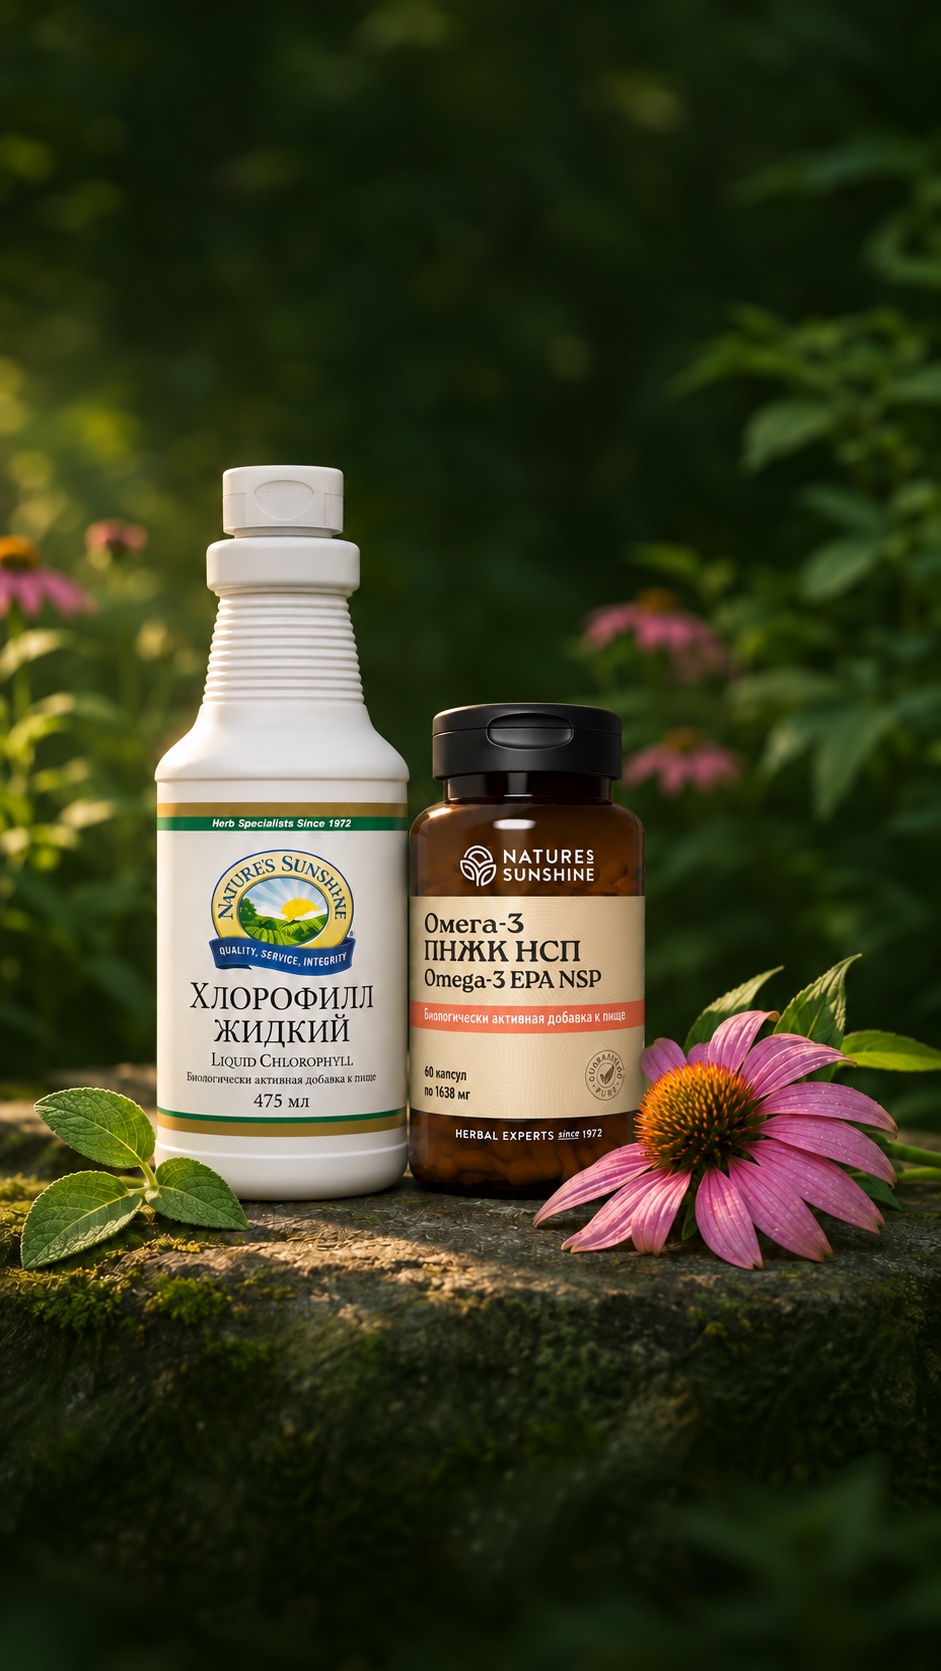 Herb Specialists Since 1972
NATURE'S SUNSHINE
®
QUALITY, SERVICE, INTEGRITY
ХЛОРОФИЛЛ
ЖИДКИЙ
LIQUID CHLOROPHYLL
Биологически активная добавка к пище
475 мл
NATURE'S
SUNSHINE
Омега-3
ПНЖК НСП
Omega-3 EPA NSP
Биологически активная добавка к пище
60 капсул
по 1638 мг
HERBAL EXPERTS since 1972